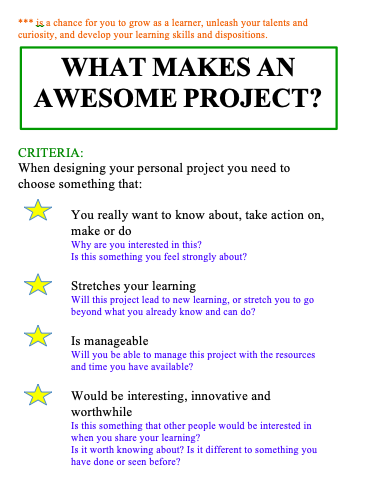 *** is a chance for you to grow as a learner, unleash your talents and
curiosity, and develop your learning skills and dispositions.
WHAT MAKES AN
AWESOME PROJECT?
CRITERIA:
When designing your personal project you need to
choose something that:
You really want to know about, take action on,
make or do
Why are you interested in this?
Is this something you feel strongly about?
Stretches your learning
Will this project lead to new learning, or stretch you to go
beyond what you already know and can do?
Is manageable
Will you be able to manage this project with the resources
and time you have available?
Would be interesting, innovative and
worthwhile
Is this something that other people would be interested in
when you share your learning?
Is it worth knowing about? Is it different to something you
have done or seen before?